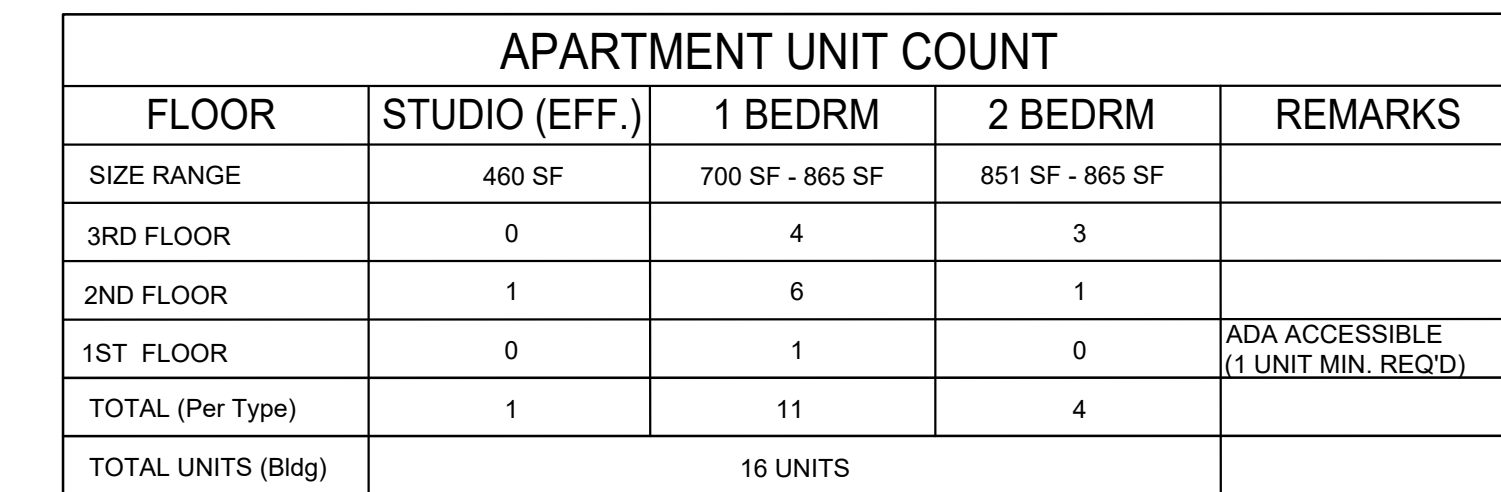 APARTMENT UNIT COUNT
FLOOR STUDIO (EFF.) 1 BEDRM 2 BEDRM REMARKS
SIZE RANGE 460 SF 700 SF - 865 SF 851 SF - 865 SF
3RD FLOOR 0 4 3
2ND FLOOR 1 6 1
1ST FLOOR 0 1 0 ADA ACCESSIBLE
(1 UNIT MIN. REQ'D)
TOTAL (Per Type) 1 11 4
TOTAL UNITS (Bldg) 16 UNITS